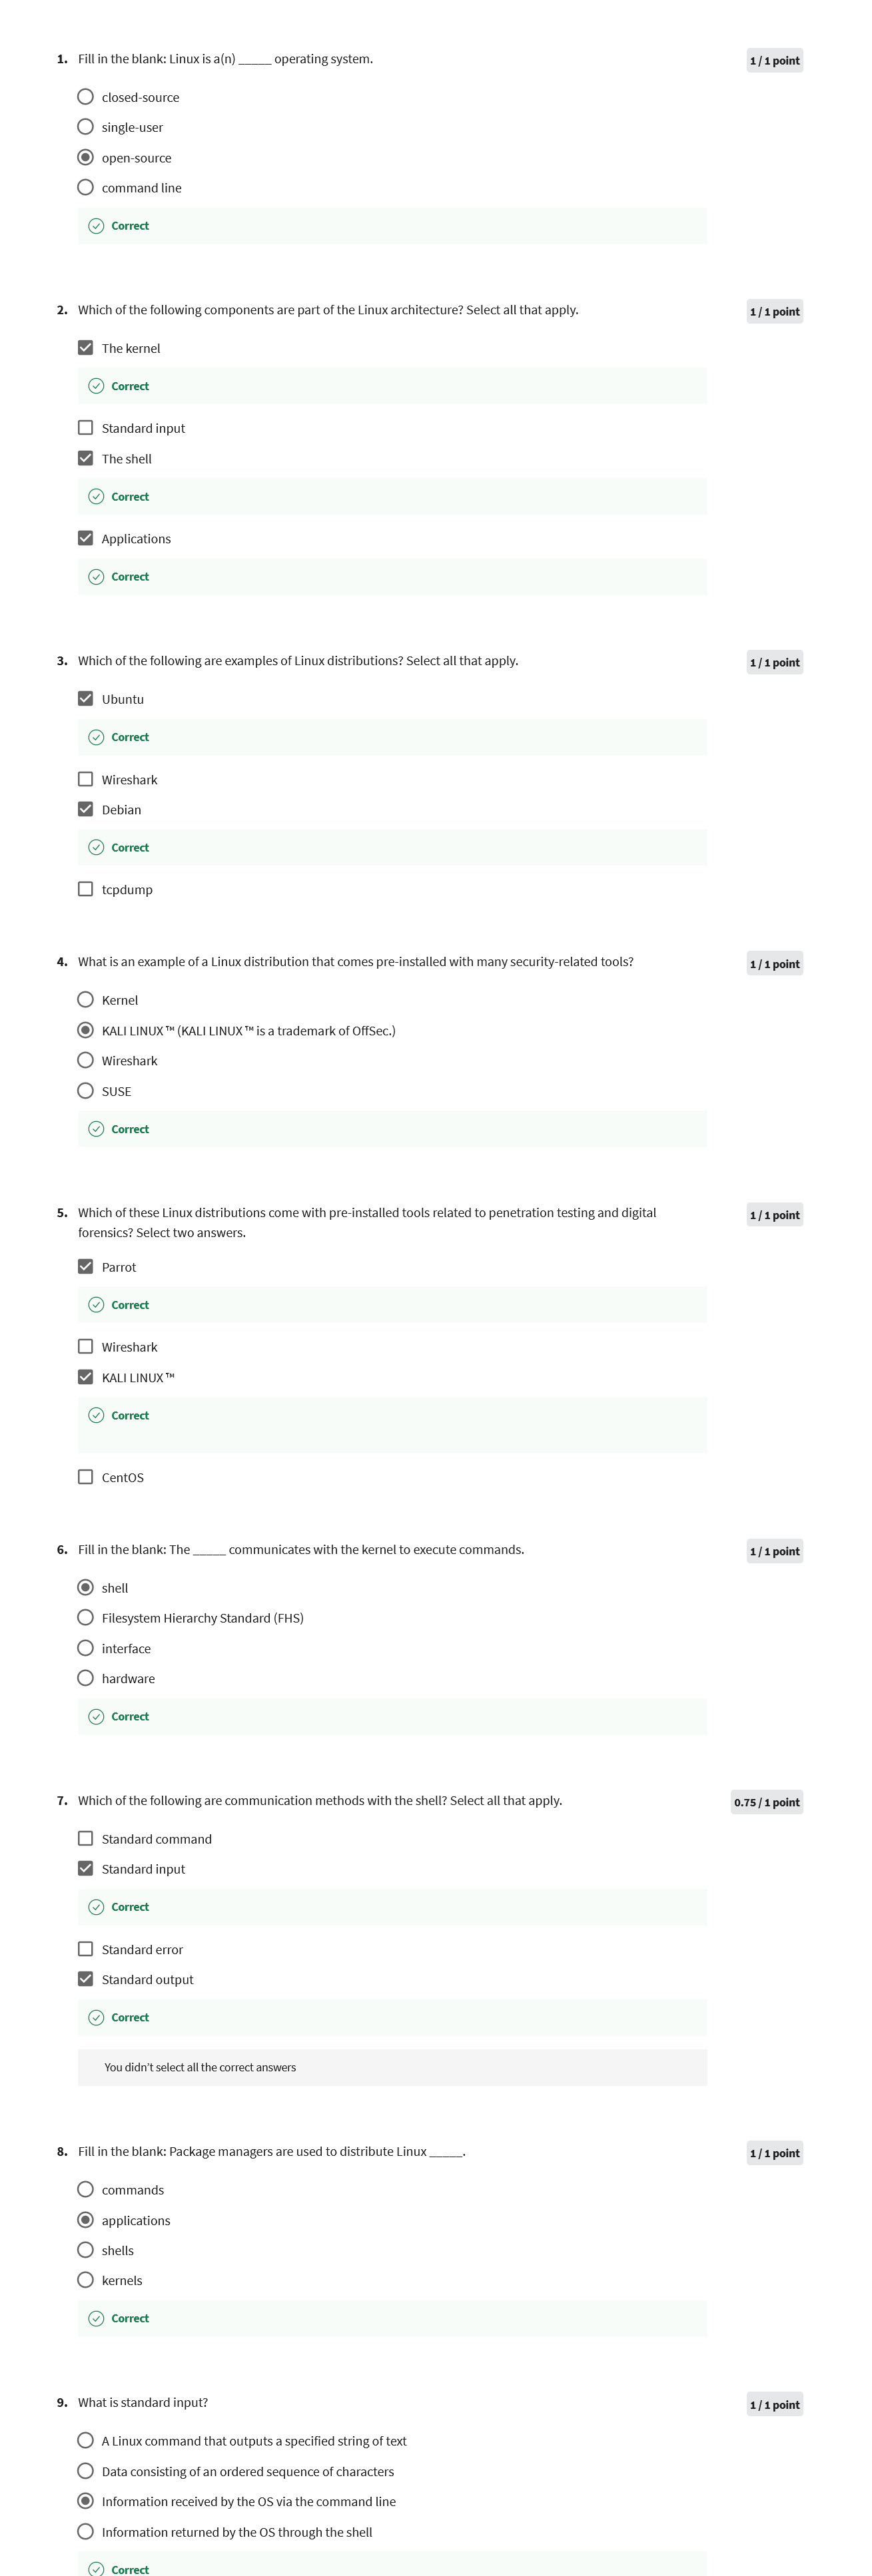 1. Fill in the blank: Linux is a(n) _____ operating system.
1 / 1 point
closed-source
single-user
open-source
command line
Correct
2. Which of the following components are part of the Linux architecture? Select all that apply.
1 / 1 point
The kernel
Correct
Standard input
The shell
Correct
Applications
Correct
3. Which of the following are examples of Linux distributions? Select all that apply.
1 / 1 point
Ubuntu
Correct
Wireshark
Debian
Correct
tcpdump
4. What is an example of a Linux distribution that comes pre-installed with many security-related tools?
1 / 1 point
Kernel
KALI LINUX ™ (KALI LINUX ™ is a trademark of OffSec.)
Wireshark
SUSE
Correct
5. Which of these Linux distributions come with pre-installed tools related to penetration testing and digital
forensics? Select two answers.
1 / 1 point
Parrot
Correct
Wireshark
KALI LINUX ™
Correct
CentOS
6. Fill in the blank: The _____ communicates with the kernel to execute commands.
1 / 1 point
shell
Filesystem Hierarchy Standard (FHS)
interface
hardware
Correct
7. Which of the following are communication methods with the shell? Select all that apply.
0.75 / 1 point
Standard command
Standard input
Correct
Standard error
Standard output
Correct
You didn’t select all the correct answers
8. Fill in the blank: Package managers are used to distribute Linux _____.
1 / 1 point
commands
applications
shells
kernels
Correct
9. What is standard input?
1 / 1 point
A Linux command that outputs a specified string of text
Data consisting of an ordered sequence of characters
Information received by the OS via the command line
Information returned by the OS through the shell
Correct